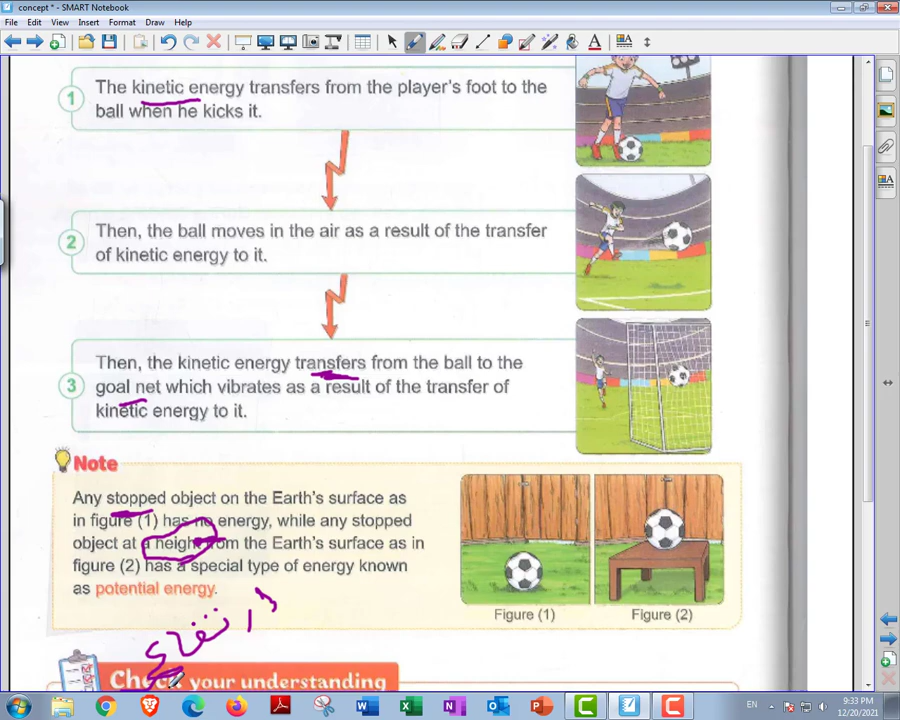 concept * - SMART Notebook
File Edit View Insert Format Draw Help
1 The kinetic energy transfers from the player's foot to the
ball when he kicks it.
2 Then, the ball moves in the air as a result of the transfer
of kinetic energy to it.
3 Then, the kinetic energy transfers from the ball to the
goal net which vibrates as a result of the transfer of
kinetic energy to it.
Note
Any stopped object on the Earth's surface as
in figure (1) has no energy, while any stopped
object at a height from the Earth's surface as in
figure (2) has a special type of energy known
as potential energy.
Figure (1) Figure (2)
ارتفاع
Check your understanding
EN 9:33 PM
12/20/2021